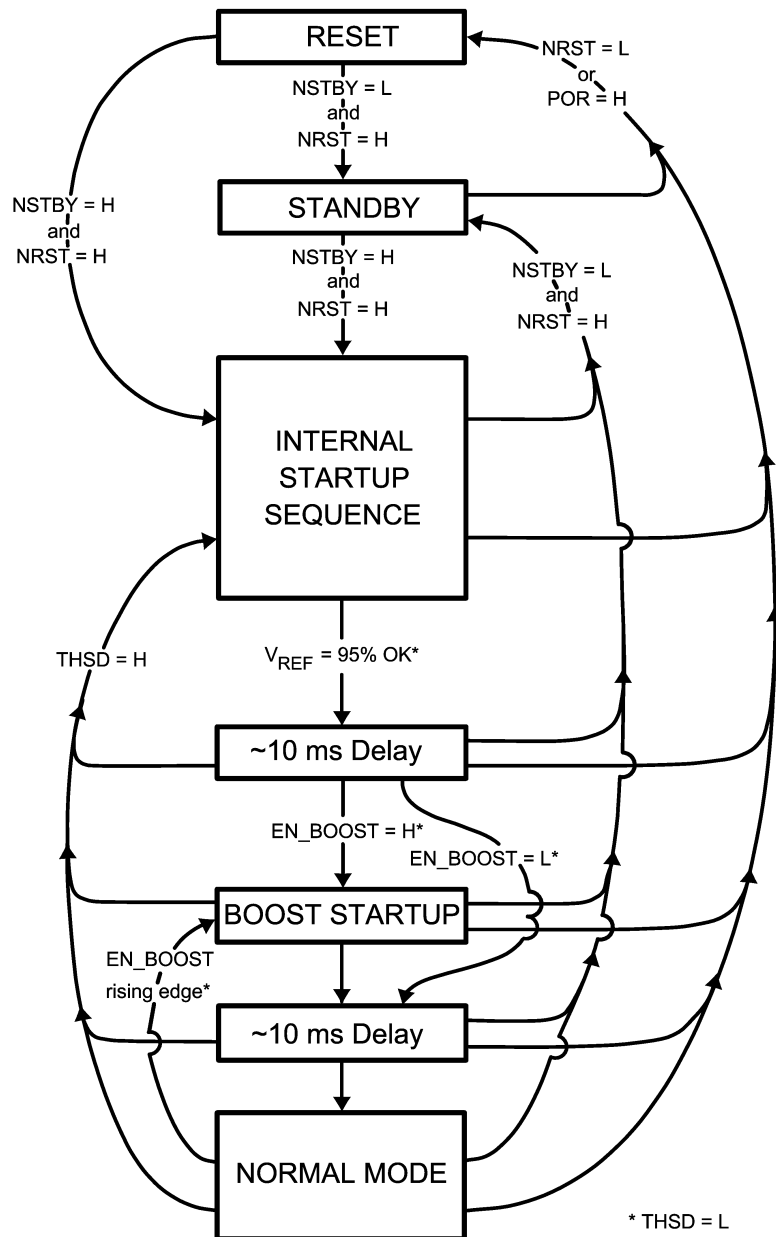 RESET
NRST = L
or
POR = H
NSTBY = L
and
NRST = H
NSTBY = H
and
NRST = H
STANDBY
NSTBY = H
and
NRST = H
NSTBY = L
and
NRST = H
INTERNAL
STARTUP
SEQUENCE
THSD = H
VREF = 95% OK*
~10 ms Delay
EN_BOOST = H*
EN_BOOST = L*
BOOST STARTUP
EN_BOOST
rising edge*
~10 ms Delay
NORMAL MODE
* THSD = L